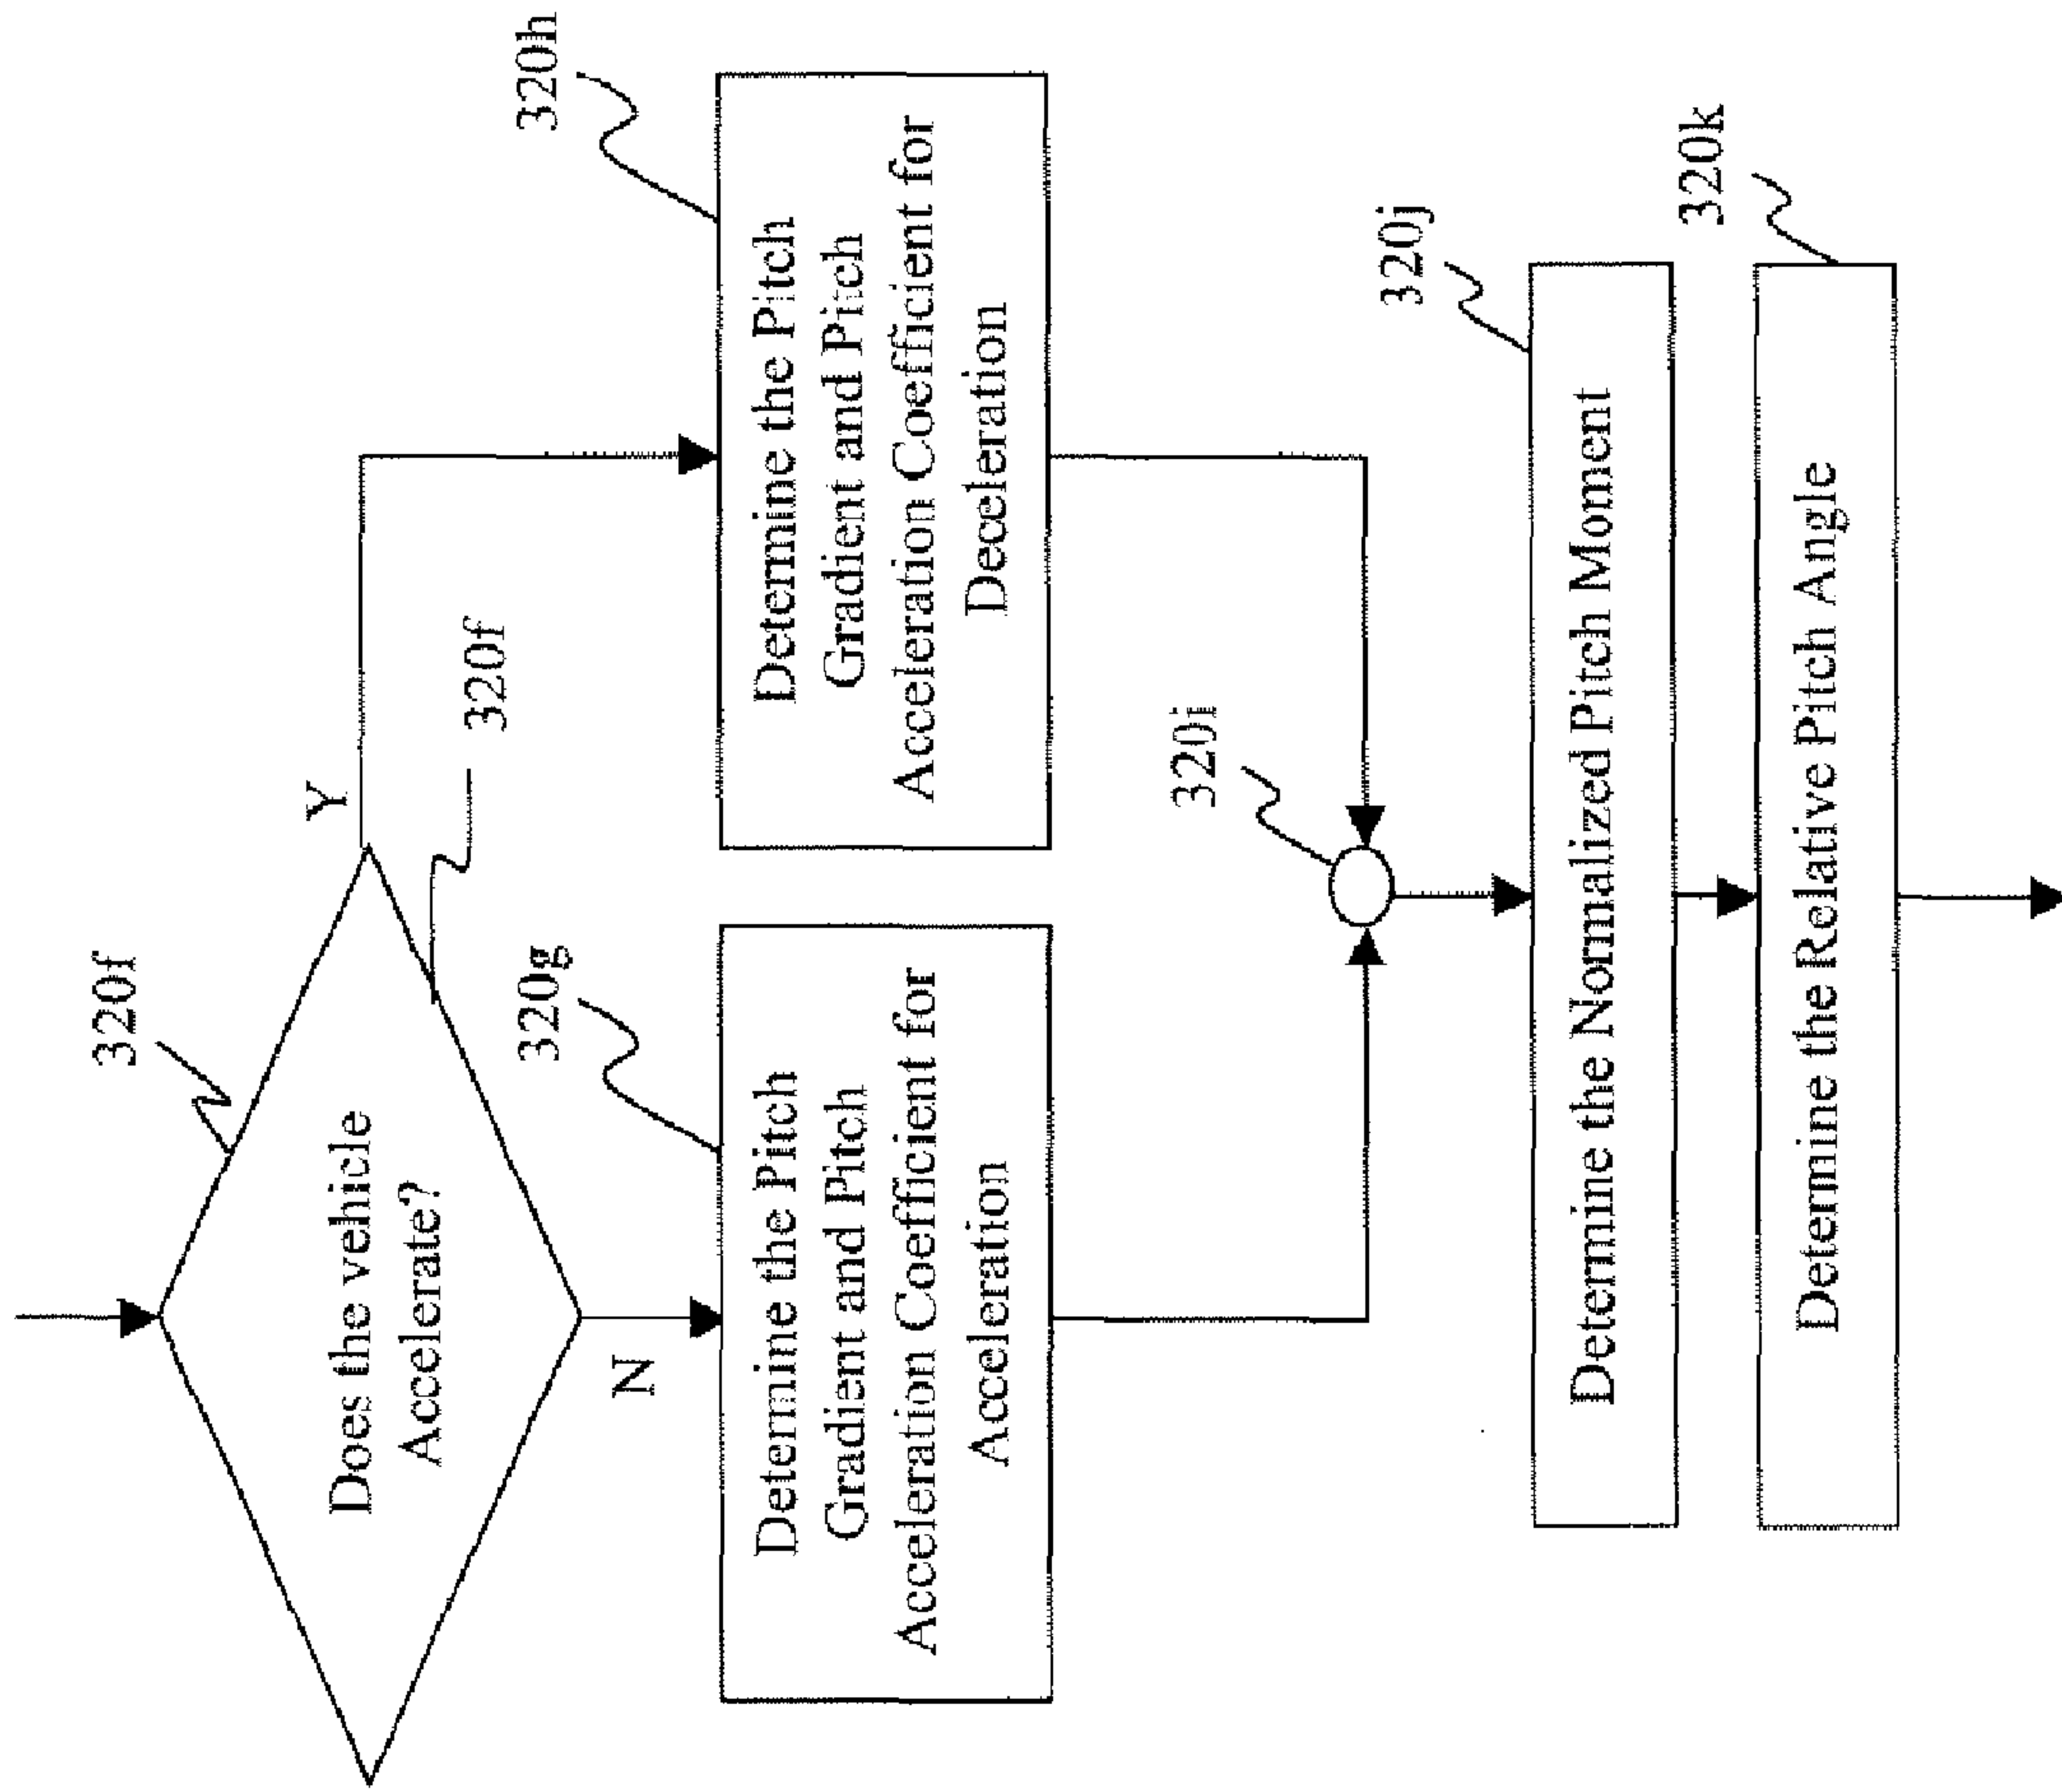 320f
Does the vehicle
Accelerate?
Y
320f
N
320g
Determine the Pitch
Gradient and Pitch
Acceleration Coefficient for
Acceleration
320h
Determine the Pitch
Gradient and Pitch
Acceleration Coefficient for
Deceleration
320i
320j
Determine the Normalized Pitch Moment
320k
Determine the Relative Pitch Angle